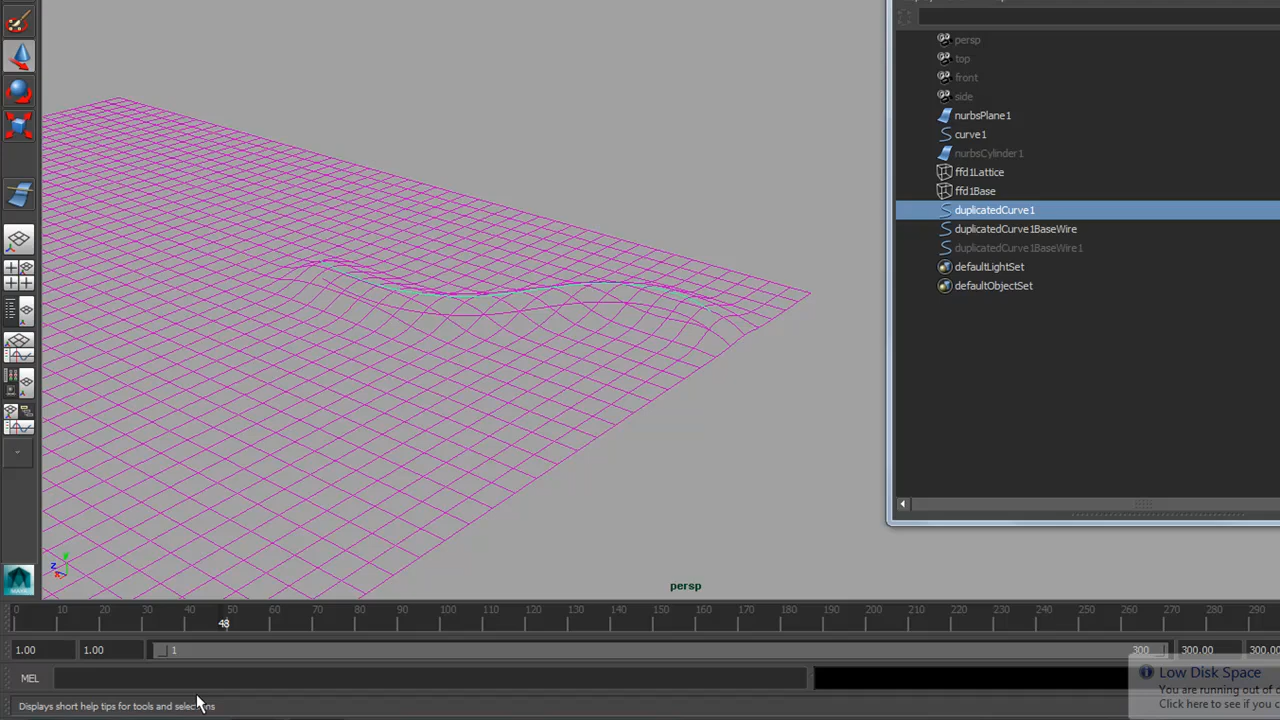 persp
top
front
side
nurbsPlane1
curve1
nurbsCylinder1
ffd1Lattice
ffd1Base
duplicatedCurve1
duplicatedCurve1BaseWire
duplicatedCurve1BaseWire1
defaultLightSet
defaultObjectSet
z y x
persp
0 10 20 30 40 50 60 70 80 90 100 110 120 130 140 150 160 170 180 190 200 210 220 230 240 250 260 270 280 290
48
1.00 1.00 1 300 300.00 300.00
MEL
Low Disk Space
You are running out of
Click here to see if you c
Displays short help tips for tools and selections